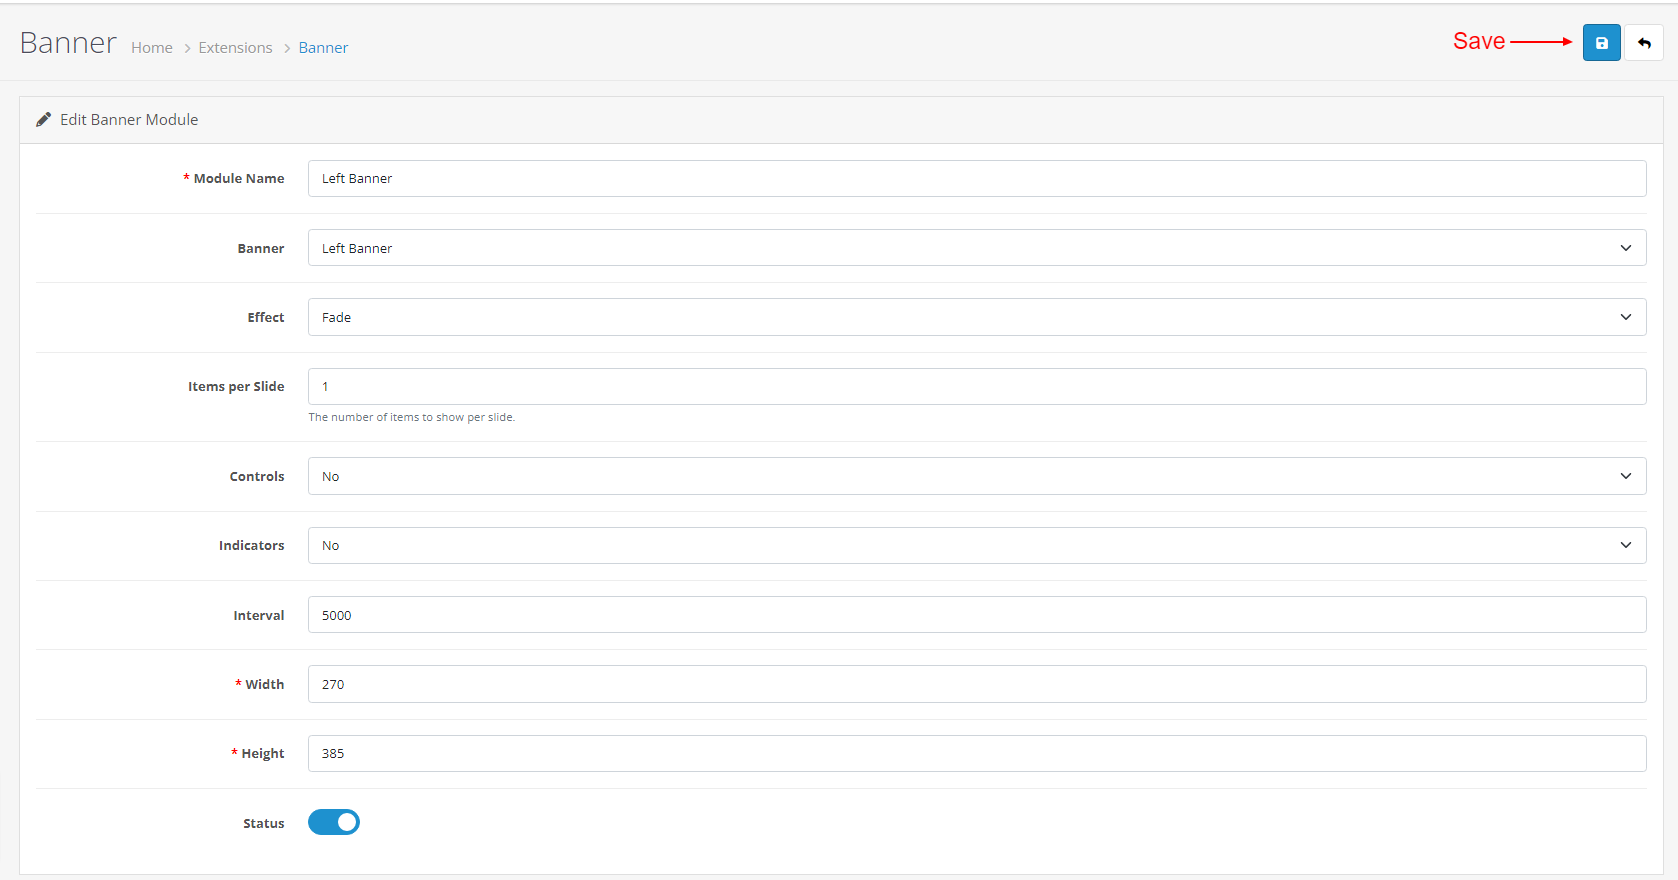 Banner Home > Extensions > Banner Save
Edit Banner Module
* Module Name Left Banner
Banner Left Banner
Effect Fade
Items per Slide 1
The number of items to show per slide.
Controls No
Indicators No
Interval 5000
* Width 270
* Height 385
Status